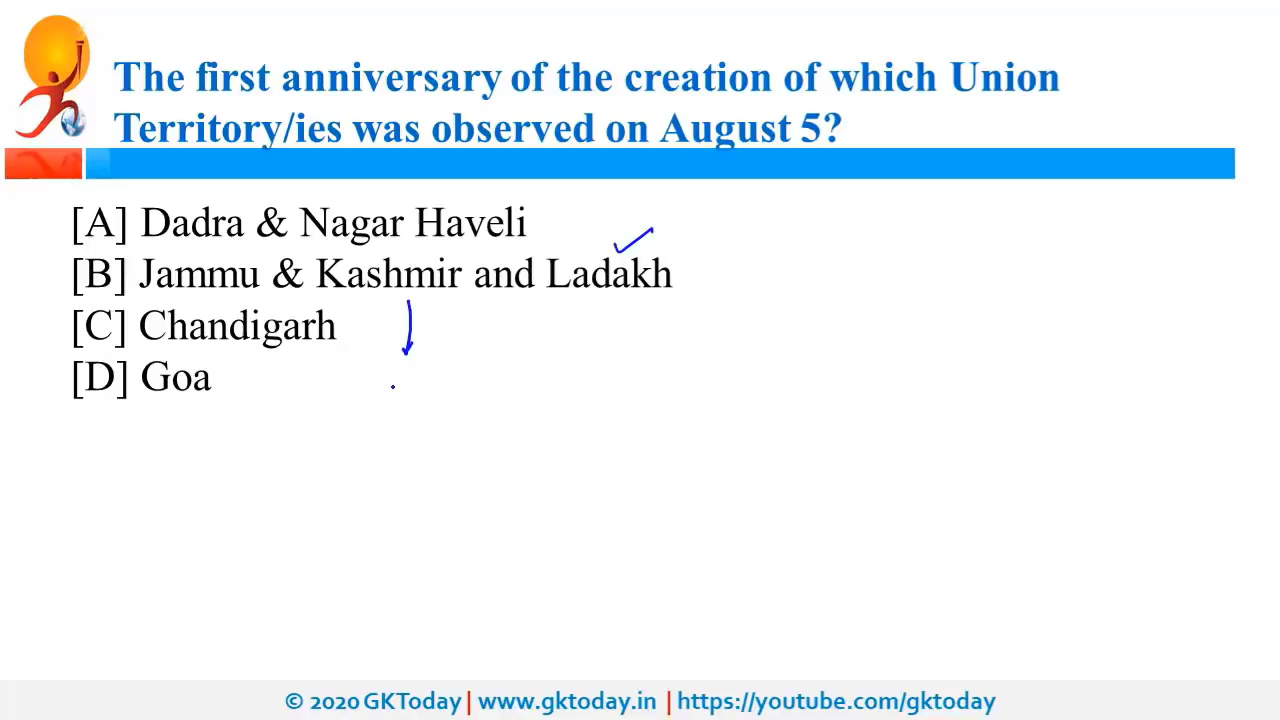 The first anniversary of the creation of which Union
Territory/ies was observed on August 5?
[A] Dadra & Nagar Haveli
[B] Jammu & Kashmir and Ladakh
[C] Chandigarh
[D] Goa
© 2020 GKToday | www.gktoday.in | https://youtube.com/gktoday